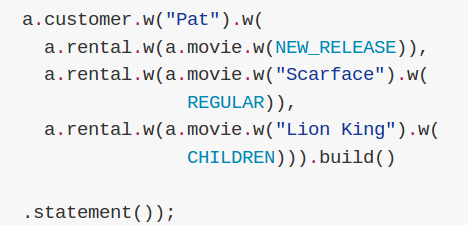 a.customer.w("Pat").w(
a.rental.w(a.movie.w(NEW_RELEASE)),
a.rental.w(a.movie.w("Scarface").w(
REGULAR)),
a.rental.w(a.movie.w("Lion King").w(
CHILDREN))).build()
.statement());